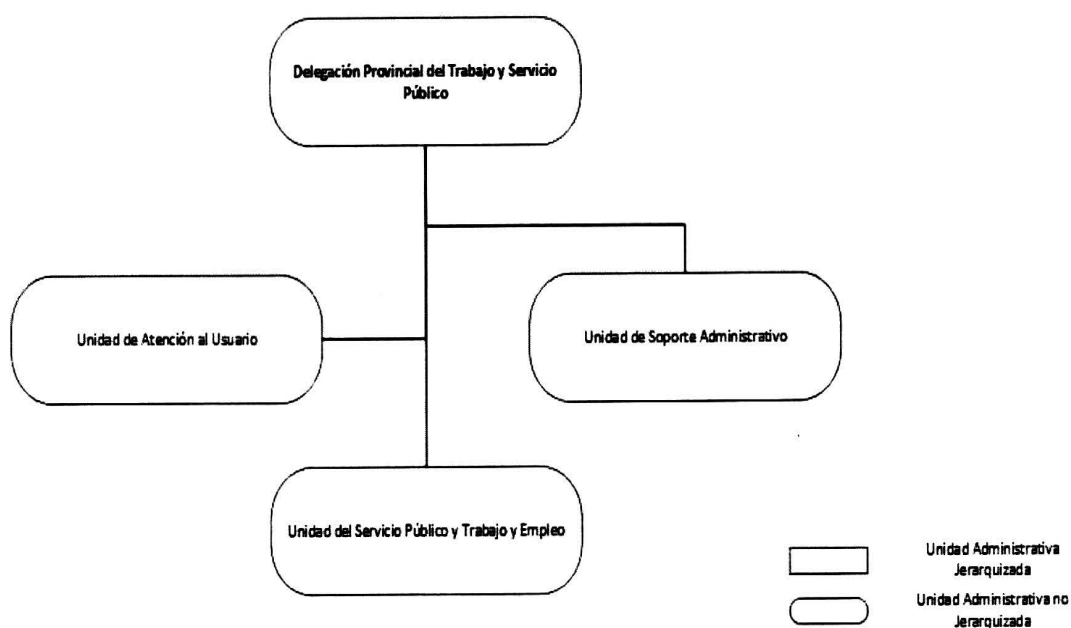 Delegación Provincial del Trabajo y Servicio
Público
Unidad de Atención al Usuario
Unidad de Soporte Administrativo
Unidad del Servicio Público y Trabajo y Empleo
Unidad Administrativa
Jerarquizada
Unidad Administrativa no
Jerarquizada